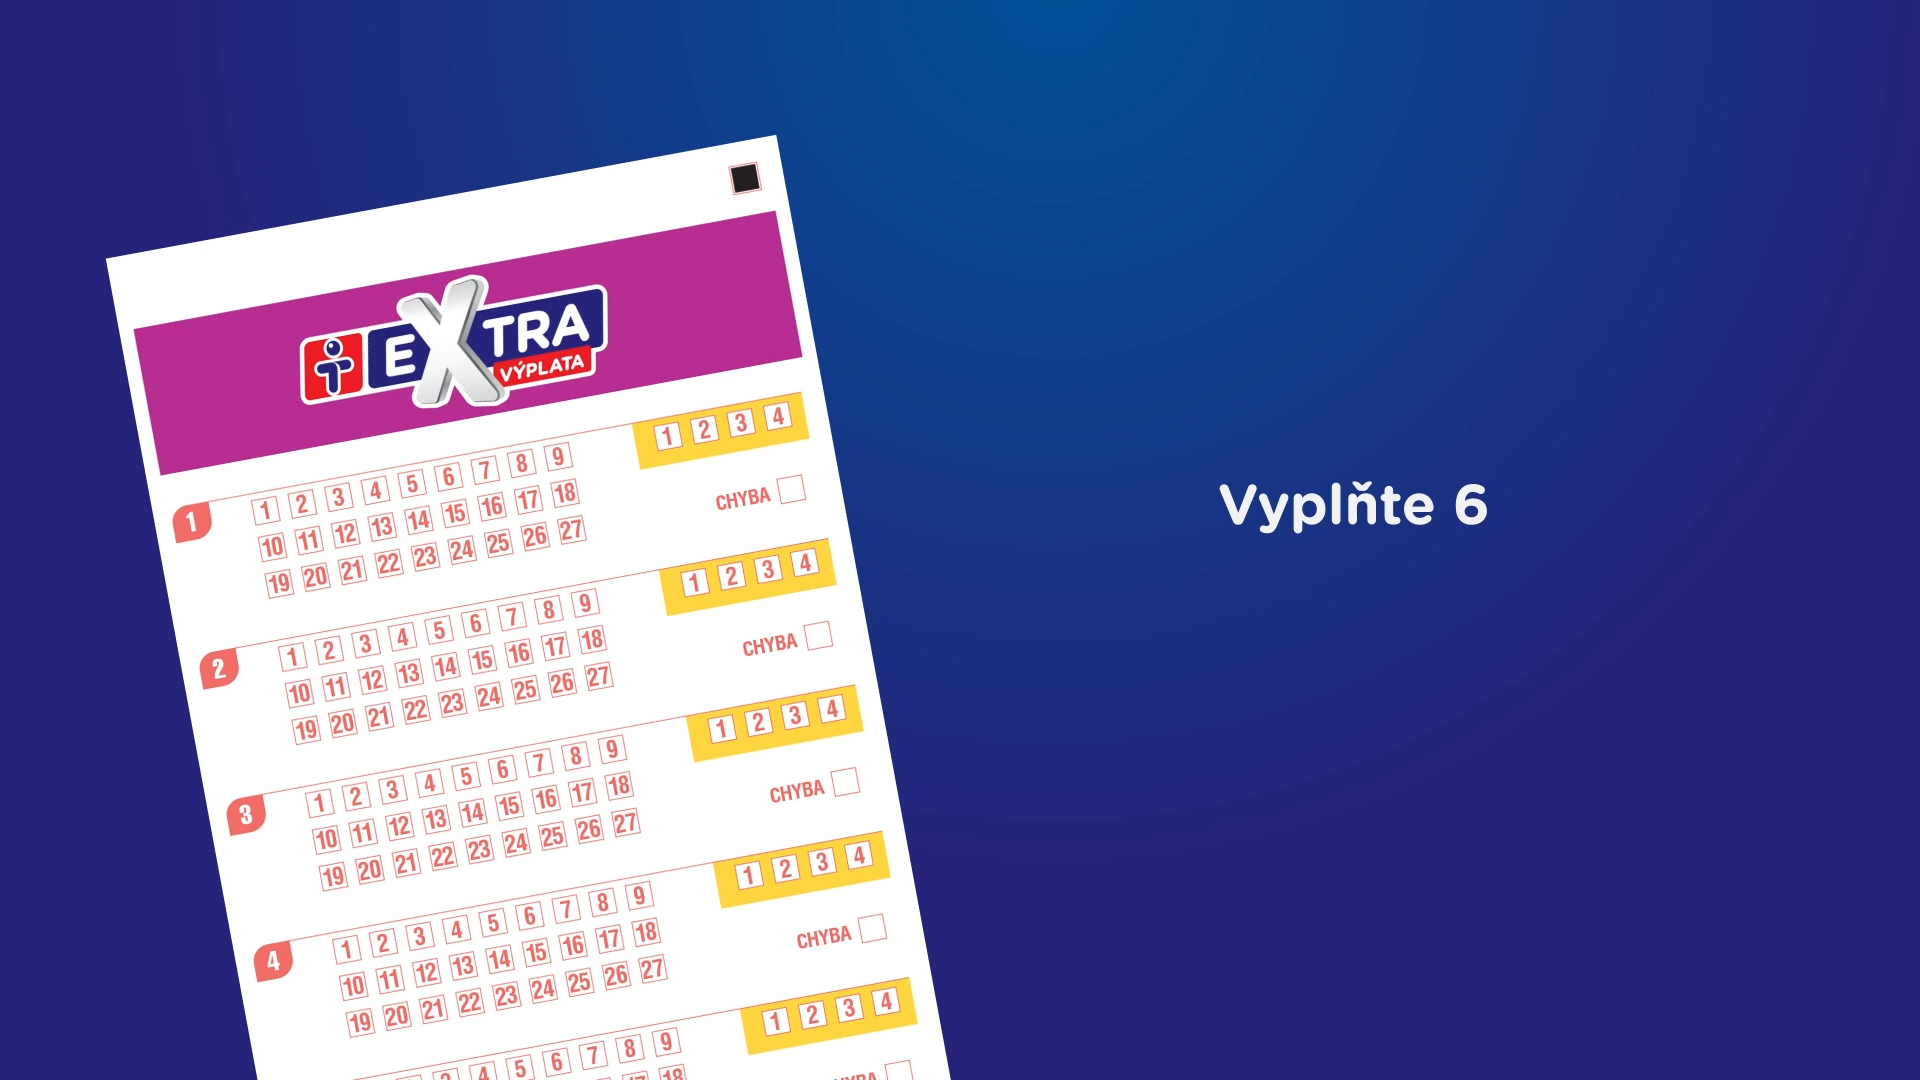 EXTRA
VÝPLATA
1 2 3 4
1
1 2 3 4 5 6 7 8 9
10 11 12 13 14 15 16 17 18
19 20 21 22 23 24 25 26 27
CHYBA
1 2 3 4
2
1 2 3 4 5 6 7 8 9
10 11 12 13 14 15 16 17 18
19 20 21 22 23 24 25 26 27
CHYBA
1 2 3 4
3
1 2 3 4 5 6 7 8 9
10 11 12 13 14 15 16 17 18
19 20 21 22 23 24 25 26 27
CHYBA
1 2 3 4
4
1 2 3 4 5 6 7 8 9
10 11 12 13 14 15 16 17 18
19 20 21 22 23 24 25 26 27
CHYBA
1 2 3 4
4 5 6 7 8 9
17 18
Vyplňte 6